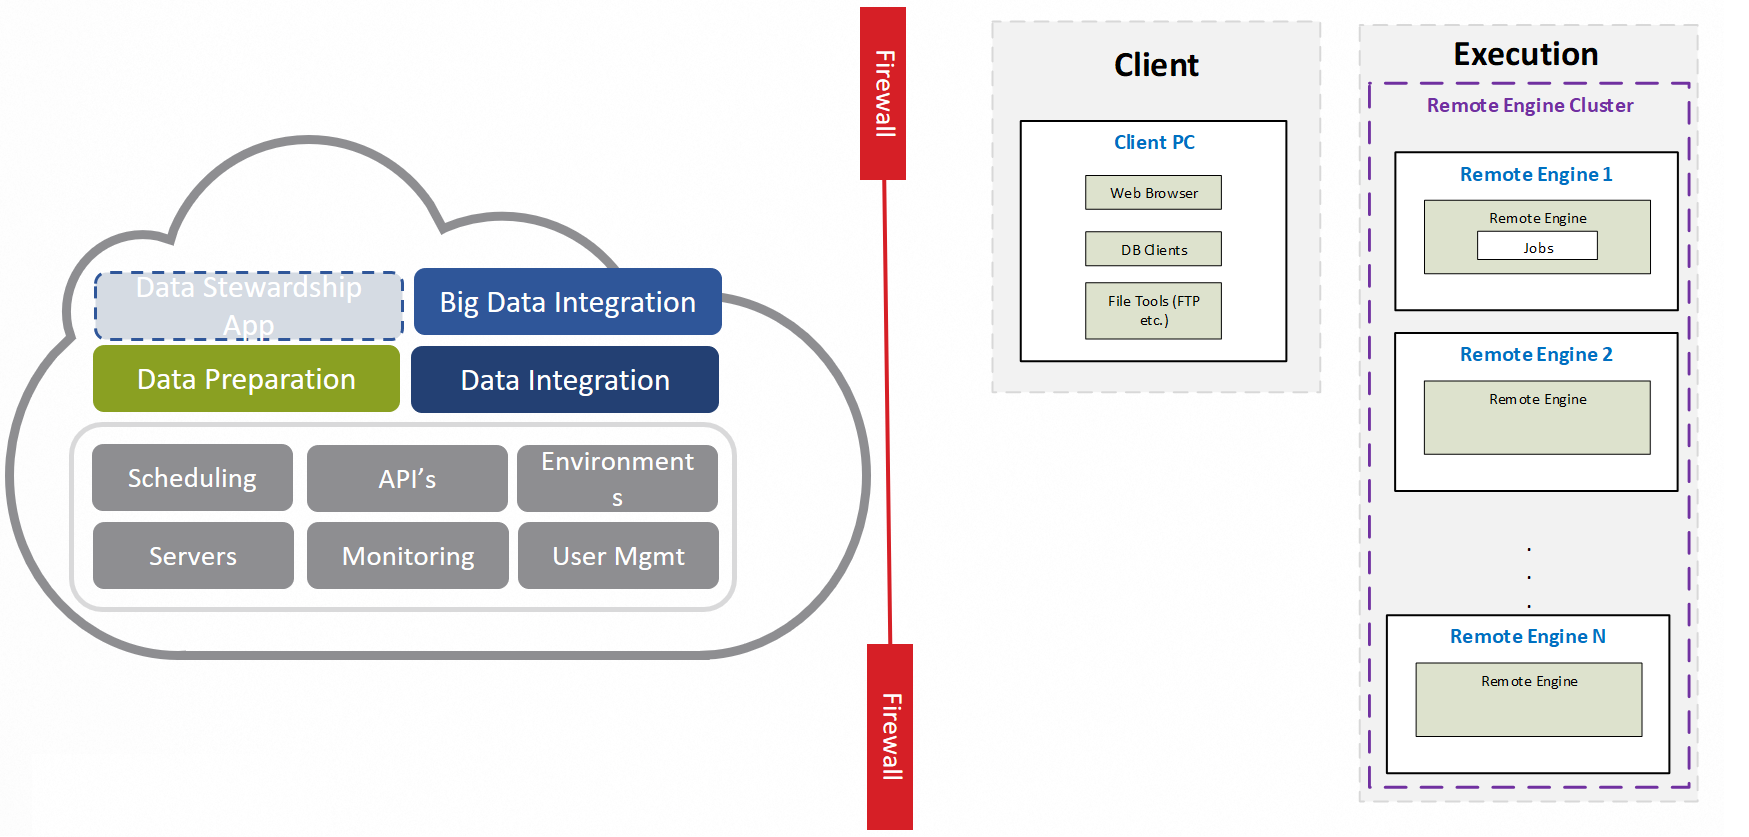 Data Stewardship
App
Big Data Integration
Data Preparation
Data Integration
Scheduling
API's
Environment
s
Servers
Monitoring
User Mgmt
Firewall
Firewall
Client
Client PC
Web Browser
DB Clients
File Tools (FTP
etc.)
Execution
Remote Engine Cluster
Remote Engine 1
Remote Engine
Jobs
Remote Engine 2
Remote Engine
.
.
.
Remote Engine N
Remote Engine